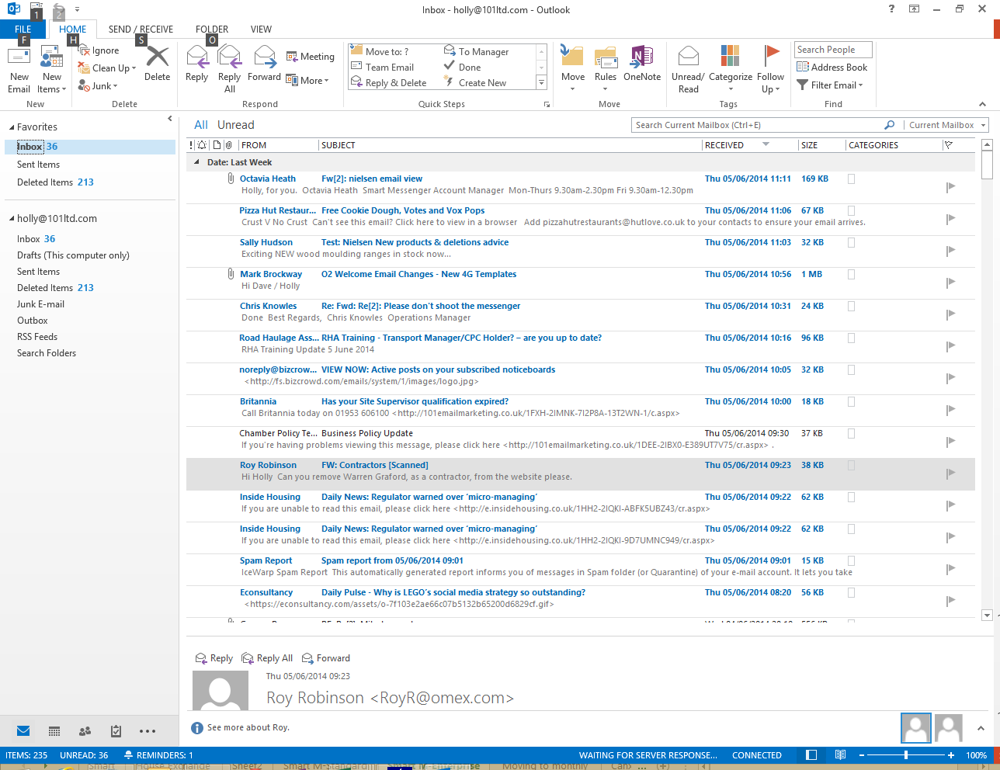 Inbox - holly@101ltd.com - Outlook
1 2
FILE HOME SEND / RECEIVE FOLDER VIEW
F H S O
New Email
New Items
Ignore
Clean Up
Junk
Delete
Reply
Reply All
Forward
Meeting
More
Move to: ?
Team Email
Reply & Delete
To Manager
Done
Create New
Move
Rules
OneNote
Unread/ Read
Categorize
Follow Up
Search People
Address Book
Filter Email
New Delete Respond Quick Steps Move Tags Find
Favorites
Inbox 36
Sent Items
Deleted Items 213
holly@101ltd.com
Inbox 36
Drafts (This computer only)
Sent Items
Deleted Items 213
Junk E-mail
Outbox
RSS Feeds
Search Folders
All Unread
Search Current Mailbox (Ctrl+E) Current Mailbox
! FROM SUBJECT RECEIVED SIZE CATEGORIES
Date: Last Week
Octavia Heath Fw[2]: nielsen email view Thu 05/06/2014 11:11 169 KB
Holly, for you. Octavia Heath Smart Messenger Account Manager Mon-Thurs 9.30am-2.30pm Fri 9.30am-12.30pm
Pizza Hut Restaur... Free Cookie Dough, Votes and Vox Pops Thu 05/06/2014 11:06 67 KB
Crust V No Crust Can't see this email? Click here to view in a browser Add pizzahutrestaurants@hutlove.co.uk to your contacts to ensure your email arrives.
Sally Hudson Test: Nielsen New products & deletions advice Thu 05/06/2014 11:03 32 KB
Exciting NEW wood moulding ranges in stock now...
Mark Brockway O2 Welcome Email Changes - New 4G Templates Thu 05/06/2014 10:56 1 MB
Hi Dave / Holly
Chris Knowles Re: Fwd: Re[2]: Please don't shoot the messenger Thu 05/06/2014 10:31 24 KB
Done Best Regards, Chris Knowles Operations Manager
Road Haulage Ass... RHA Training - Transport Manager/CPC Holder? – are you up to date? Thu 05/06/2014 10:16 96 KB
RHA Training Update 5 June 2014
noreply@bizcrow... VIEW NOW: Active posts on your subscribed noticeboards Thu 05/06/2014 10:05 32 KB
<http://fs.bizcrowd.com/emails/system/1/images/logo.jpg>
Britannia Has your Site Supervisor qualification expired? Thu 05/06/2014 10:00 18 KB
Call Britannia today on 01953 606100 <http://101emailmarketing.co.uk/1FXH-2IMNK-7I2P8A-13T2WN-1/c.aspx>
Chamber Policy Te... Business Policy Update Thu 05/06/2014 09:30 37 KB
If you're having problems viewing this message, please click here <http://101emailmarketing.co.uk/1DEE-2IBX0-E389UT7V75/cr.aspx> .
Roy Robinson FW: Contractors [Scanned] Thu 05/06/2014 09:23 38 KB
Hi Holly Can you remove Warren Graford, as a contractor, from the website please.
Inside Housing Daily News: Regulator warned over ‘micro-managing’ Thu 05/06/2014 09:22 62 KB
If you are unable to read this email, please click here <http://e.insidehousing.co.uk/1HH2-2IQKI-ABFK5UBZ43/cr.aspx>
Inside Housing Daily News: Regulator warned over ‘micro-managing’ Thu 05/06/2014 09:22 62 KB
If you are unable to read this email, please click here <http://e.insidehousing.co.uk/1HH2-2IQKI-9D7UMNC949/cr.aspx>
Spam Report Spam report from 05/06/2014 09:01 Thu 05/06/2014 09:01 15 KB
IceWarp Spam Report This automatically generated report informs you of messages in Spam folder (or Quarantine) of your e-mail account. It lets you take
Econsultancy Daily Pulse - Why is LEGO’s social media strategy so outstanding? Thu 05/06/2014 08:20 56 KB
<https://econsultancy.com/assets/o-7f103e2ae66c07b5132b65200d6829cf.gif>
Reply Reply All Forward
Thu 05/06/2014 09:23
Roy Robinson <RoyR@omex.com>
See more about Roy.
ITEMS: 235 UNREAD: 36 REMINDERS: 1 WAITING FOR SERVER RESPONSE... CONNECTED 100%
Smart House Exchange Sheet2 Smart M-Standard Moving to monthly